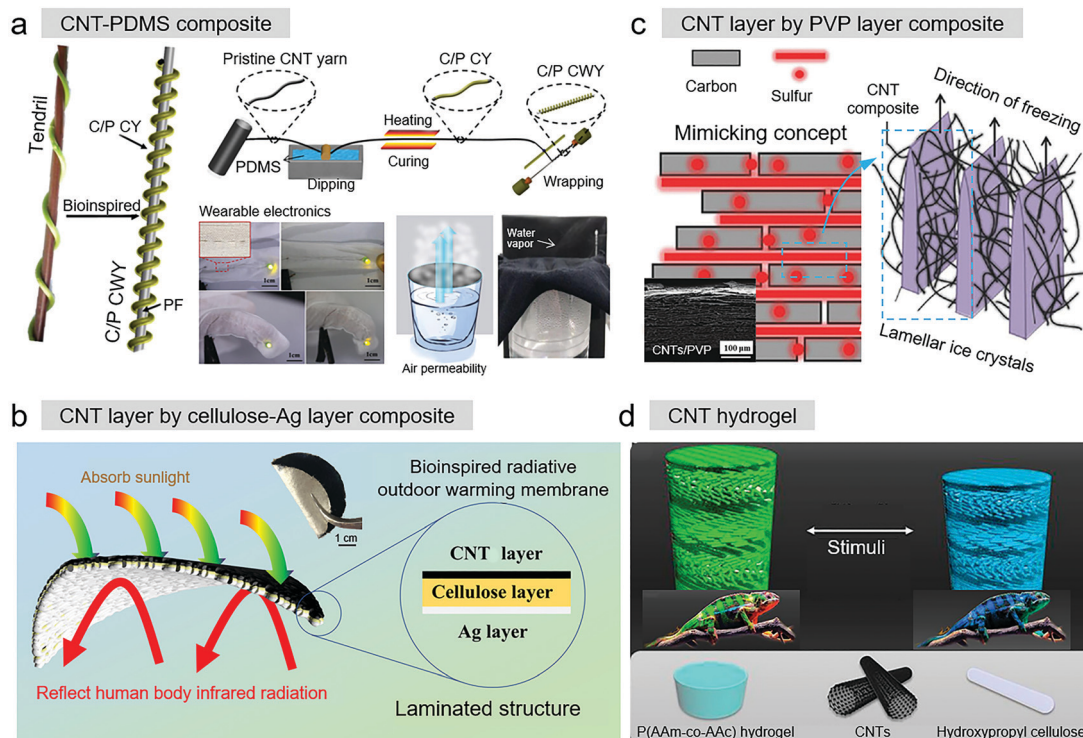 a
CNT-PDMS composite
Tendril
C/P CY
Bioinspired
C/P CWY
PF
Pristine CNT yarn
C/P CY
C/P CWY
Heating
PDMS
Curing
Dipping
Wrapping
Wearable electronics
1cm
1cm
1cm
1cm
Air permeability
Water
vapor
c
CNT layer by PVP layer composite
Carbon
Sulfur
CNT
composite
Direction of freezing
Mimicking concept
CNTs/PVP
100 μm
Lamellar ice crystals
b
CNT layer by cellulose-Ag layer composite
Absorb sunlight
1 cm
Bioinspired radiative
outdoor warming membrane
CNT layer
Cellulose layer
Ag layer
Reflect human body infrared radiation
Laminated structure
d
CNT hydrogel
Stimuli
P(AAm-co-AAc) hydrogel
CNTs
Hydroxypropyl cellulose